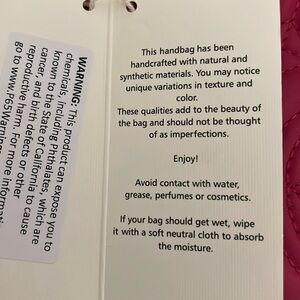 WARNING: This product can expose you to
chemicals, including Phthalates, which are
known to the State of California to cause
cancer, and birth defects or other
reproductive harm. For more
go to www.P65Warning
This handbag has been
handcrafted with natural and
synthetic materials. You may notice
unique variations in texture and
color.
These qualities add to the beauty of
the bag and should not be thought
of as imperfections.
Enjoy!
Avoid contact with water,
grease, perfumes or cosmetics.
If your bag should get wet, wipe
it with a soft neutral cloth to absorb
the moisture.